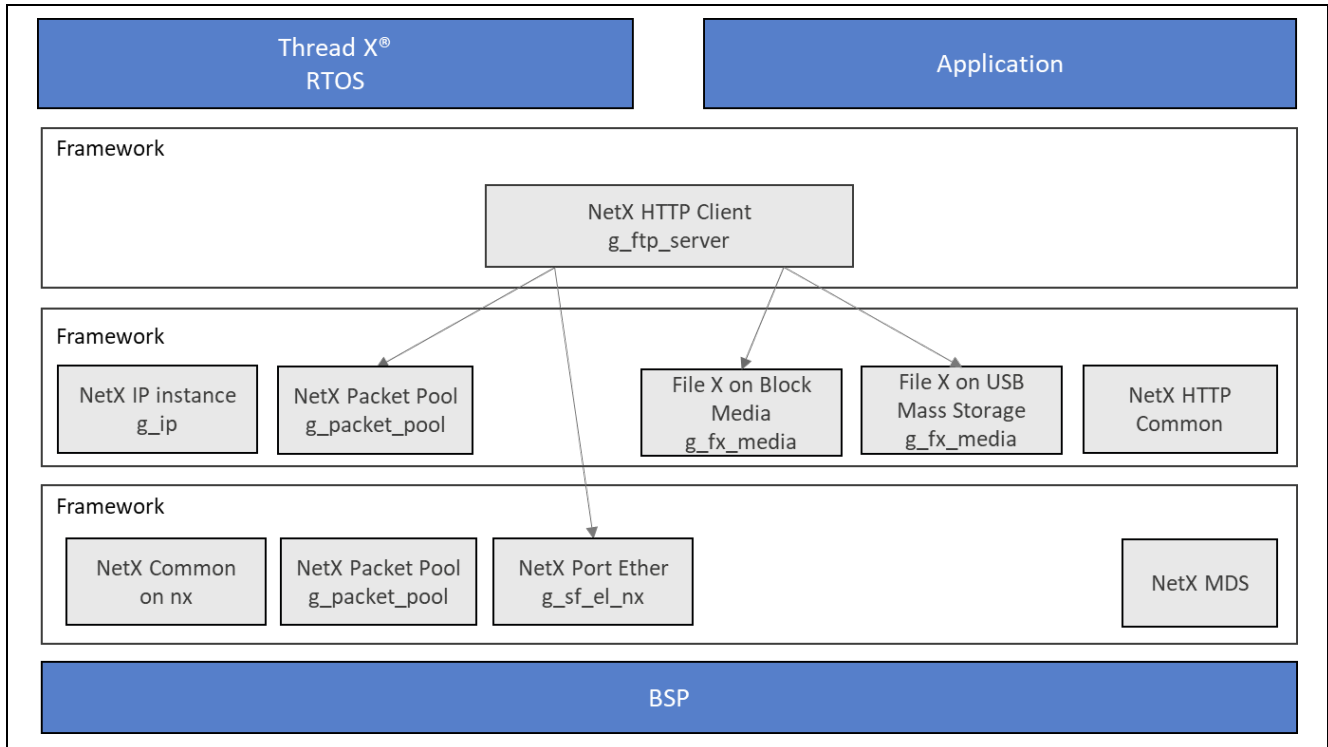 Thread X®
RTOS
Application
Framework
NetX HTTP Client
g_ftp_server
Framework
NetX IP instance
g_ip
NetX Packet Pool
g_packet_pool
File X on Block
Media
g_fx_media
File X on USB
Mass Storage
g_fx_media
NetX HTTP
Common
Framework
NetX Common
on nx
NetX Packet Pool
g_packet_pool
NetX Port Ether
g_sf_el_nx
NetX MDS
BSP